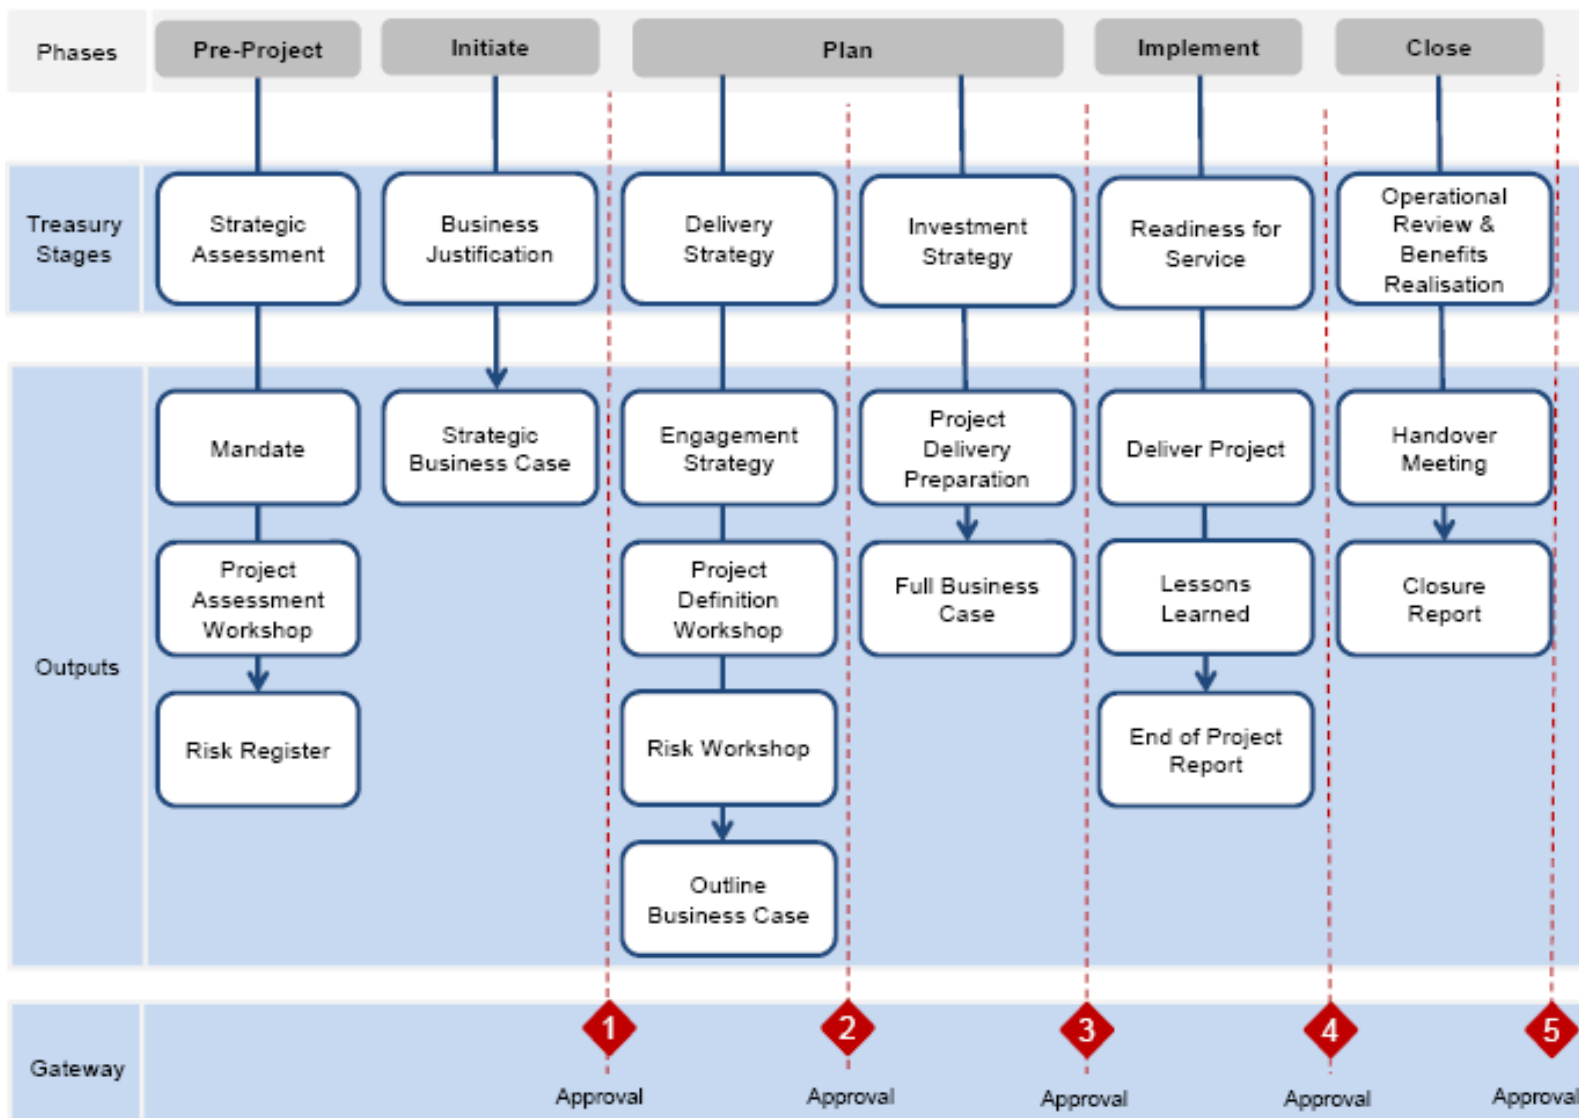 Phases
Pre-Project
Initiate
Plan
Implement
Close
Treasury
Stages
Strategic
Assessment
Business
Justification
Delivery
Strategy
Investment
Strategy
Readiness for
Service
Operational
Review &
Benefits
Realisation
Outputs
Mandate
Strategic
Business Case
Engagement
Strategy
Project
Delivery
Preparation
Deliver Project
Handover
Meeting
Project
Assessment
Workshop
Project
Definition
Workshop
Full Business
Case
Lessons
Learned
Closure
Report
Risk Register
Risk Workshop
End of Project
Report
Outline
Business Case
Gateway
1
2
3
4
5
Approval
Approval
Approval
Approval
Approval